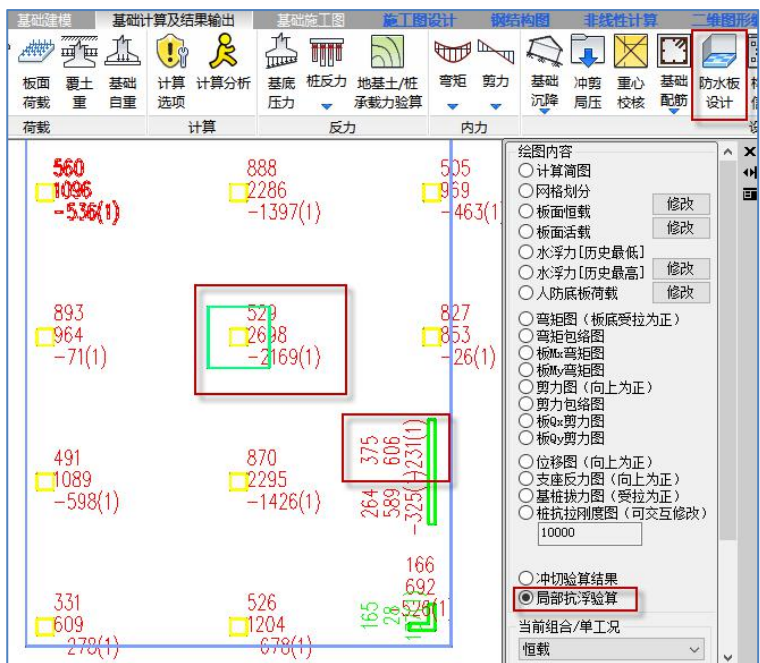 基础建模 基础计算及结果输出 基础施工图 施工图设计 钢结构图 非线性计算 二维图形编
板面荷载 覆土重 基础自重 计算选项 计算分析 基底压力 桩反力 地基土/桩承载力验算 弯矩 剪力 基础沉降 冲剪局压 重心校核 基础配筋 防水板设计
荷载 计算 反力 内力
560
1096
-536(1)
888
2286
-1397(1)
505
969
-463(1)
893
964
-71(1)
529
2698
-2169(1)
827
853
-26(1)
491
1089
-598(1)
870
2295
-1426(1)
375
606
-231(1)
264
589
-325(1)
331
609
-278(1)
526
1204
-678(1)
166
692
-526(1)
165
28
绘图内容
计算简图
网格划分
板面恒载 修改
板面活载 修改
水浮力[历史最低]
水浮力[历史最高] 修改
人防底板荷载 修改
弯矩图(板底受拉为正)
弯矩包络图
板Mx弯矩图
板My弯矩图
剪力图(向上为正)
剪力包络图
板Qx剪力图
板Qy剪力图
位移图(向上为正)
支座反力图(向上为正)
基桩拔力图(受拉为正)
桩抗拉刚度图(可交互修改)
10000
冲切验算结果
局部抗浮验算
当前组合/单工况
恒载